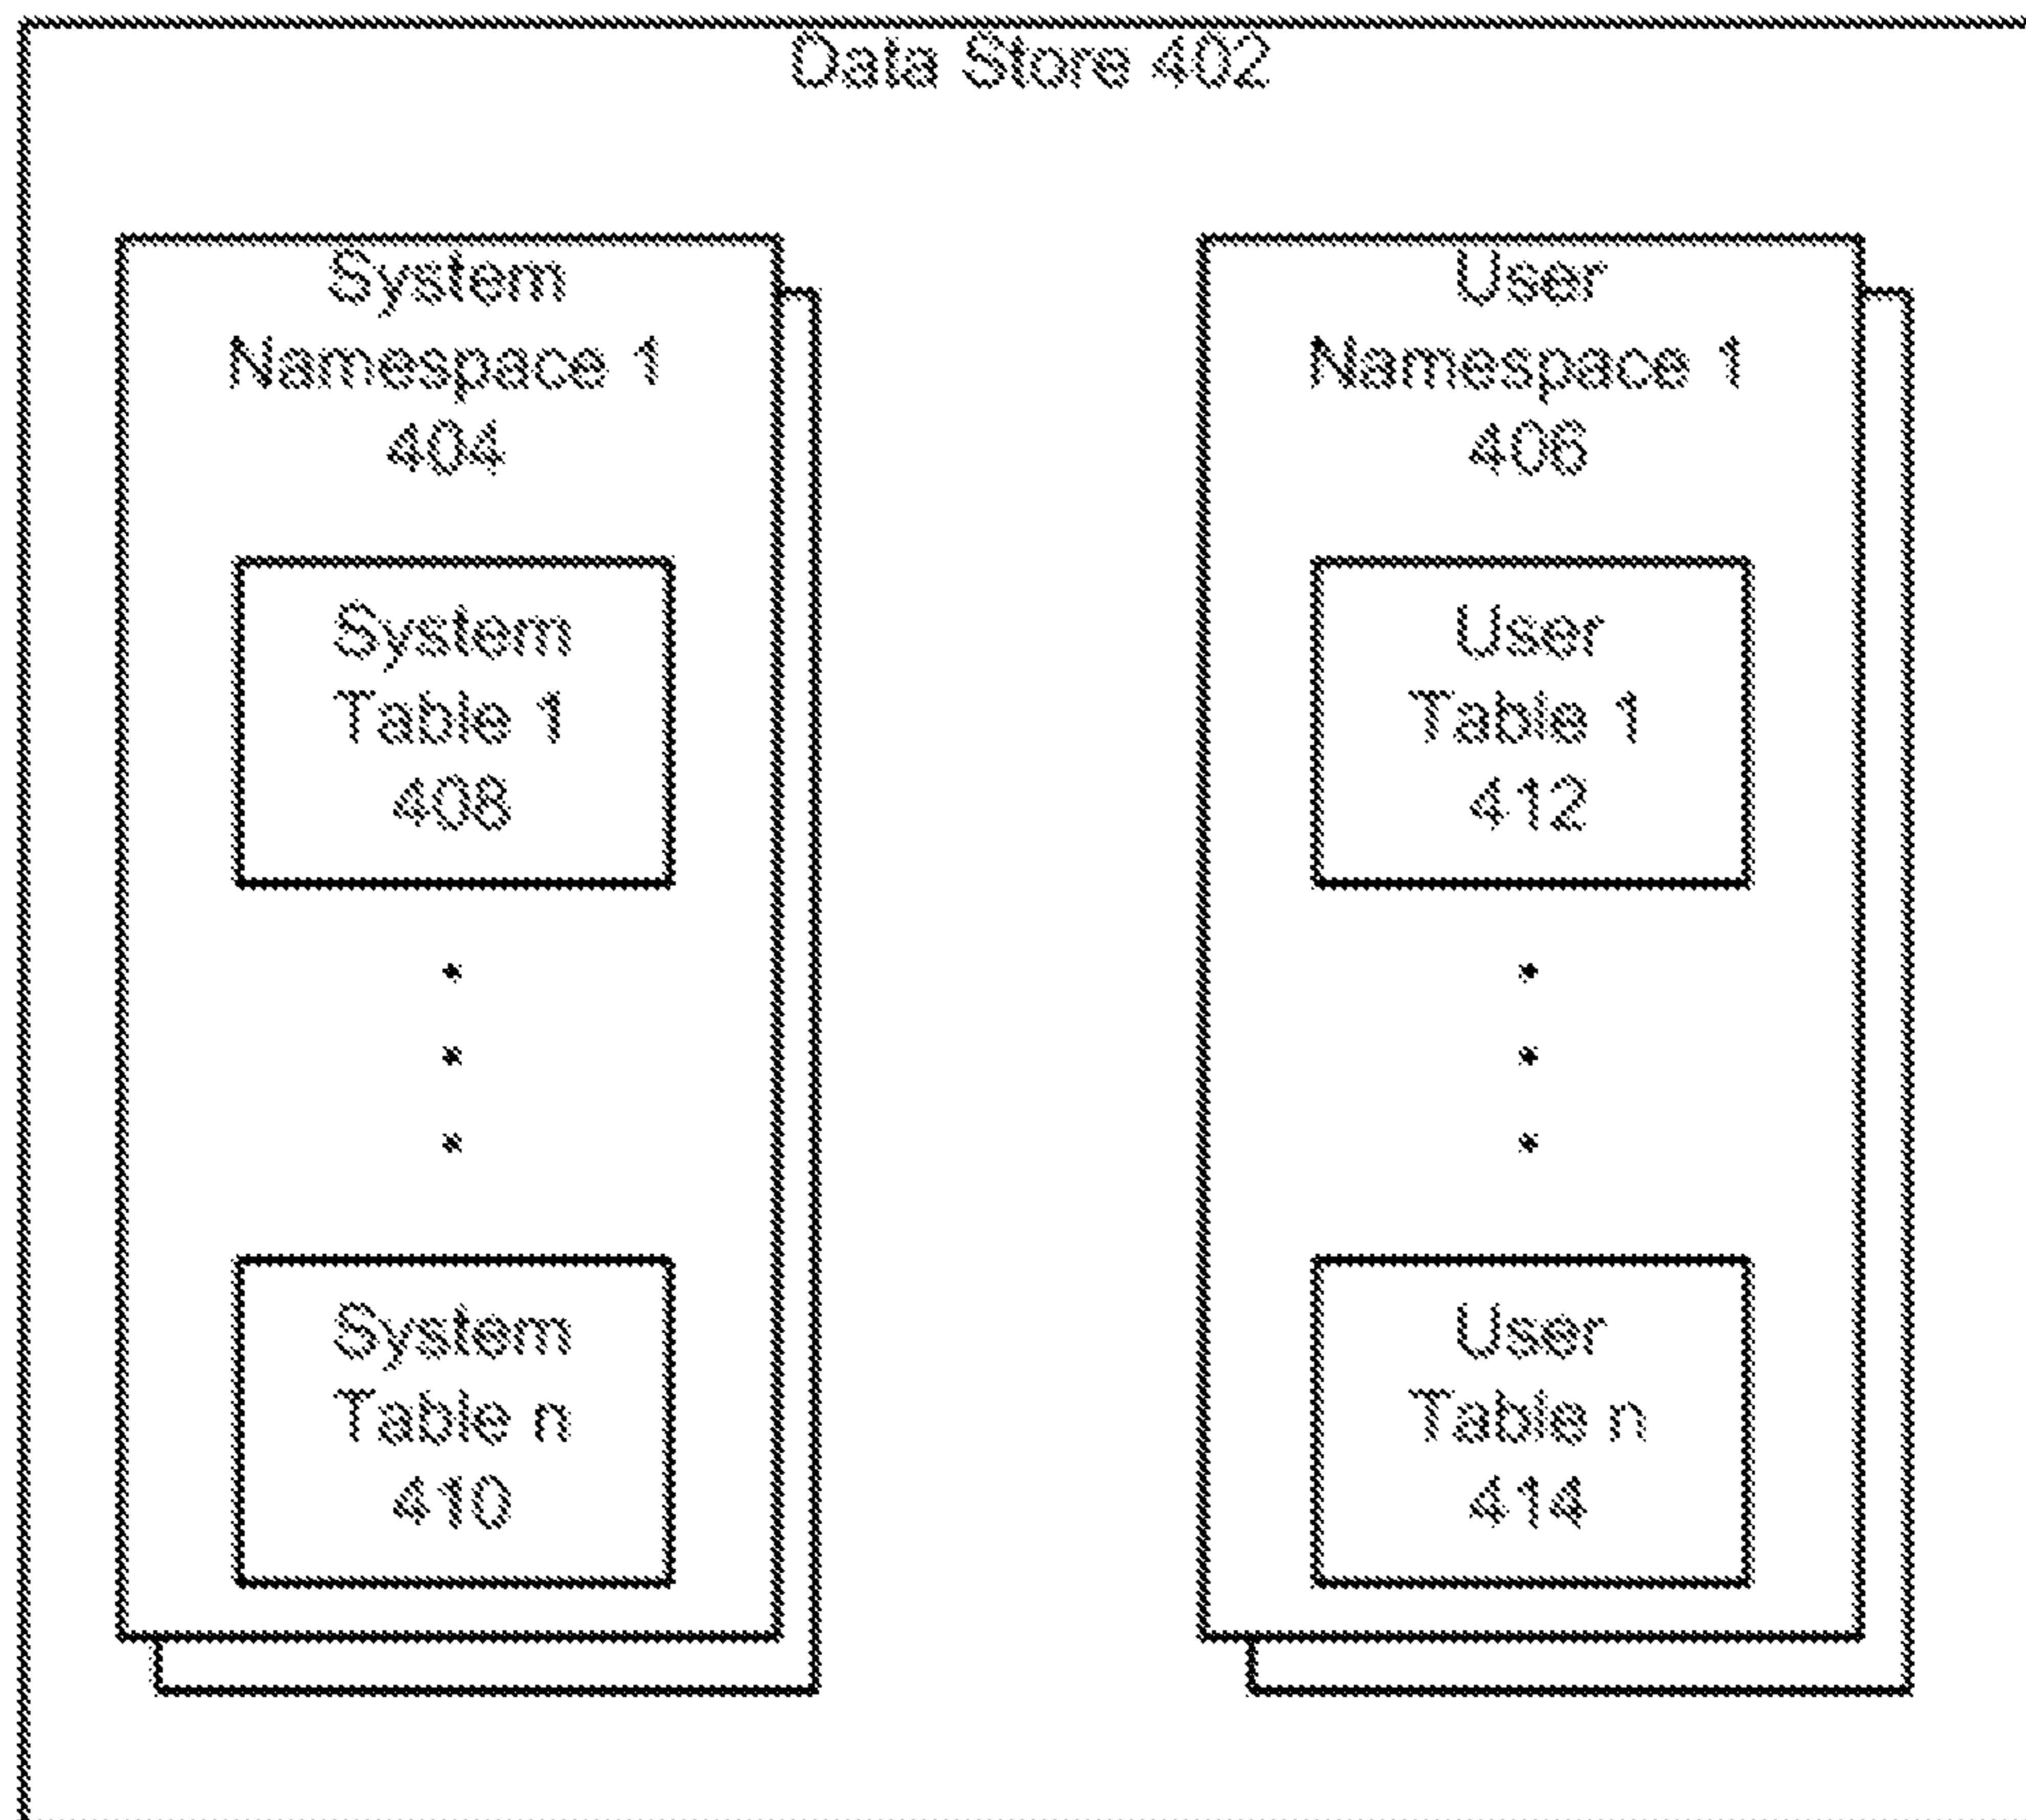 Data Store 402
System
Namespace 1
404
System
Table 1
408
System
Table n
410
User
Namespace 1
406
User
Table 1
412
User
Table n
414